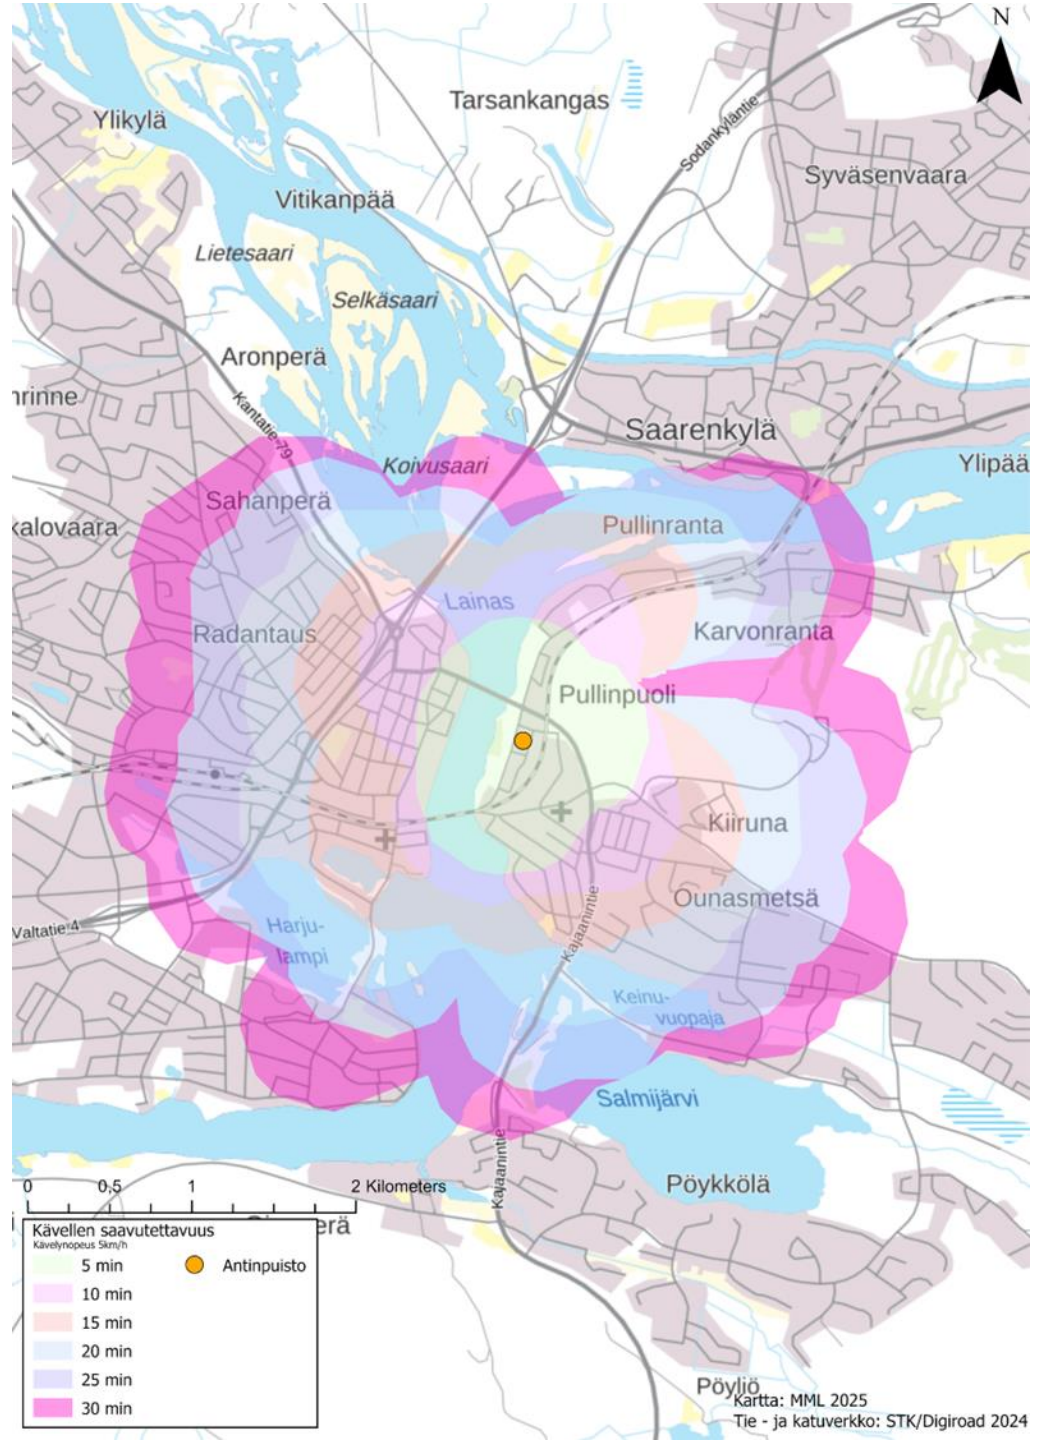 N
Tarsankangas
Ylikylä
Sodankyläntie
Syväsenvaara
Vitikanpää
Lietesaari
Selkäsaari
Aronperä
nrinne
Kantatie 79
Saarenkylä
Koivusaari
Ylipää
Sahanperä
kalovaara
Pullinranta
Lainas
Radantaus
Karvonranta
Pullinpuoli
Kiiruna
Ounasmetsä
Valtatie 4
Harju-
lampi
Kajaanintie
Keinu-
vuopaja
Salmijärvi
Kajaanintie
Pöykkölä
0 0,5 1 2 Kilometers
erä
Kävellen saavutettavuus
Kävelynopeus 5km/h
5 min
10 min
15 min
20 min
25 min
30 min
Antinpuisto
Pöyliö
Kartta: MML 2025
Tie - ja katuverkko: STK/Digiroad 2024